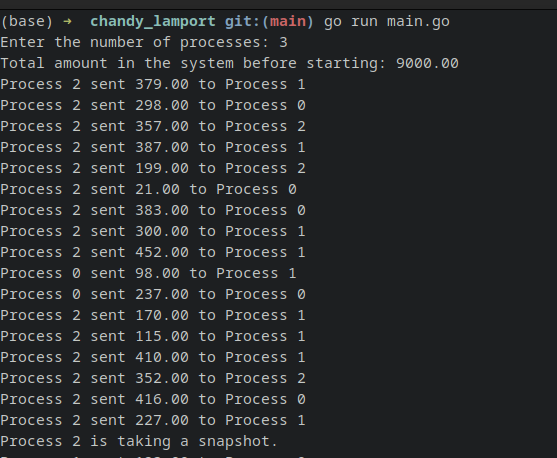 (base) → chandy_lamport git:(main) go run main.go
Enter the number of processes: 3
Total amount in the system before starting: 9000.00
Process 2 sent 379.00 to Process 1
Process 2 sent 298.00 to Process 0
Process 2 sent 357.00 to Process 2
Process 2 sent 387.00 to Process 1
Process 2 sent 199.00 to Process 2
Process 2 sent 21.00 to Process 0
Process 2 sent 383.00 to Process 0
Process 2 sent 300.00 to Process 1
Process 2 sent 452.00 to Process 1
Process 0 sent 98.00 to Process 1
Process 0 sent 237.00 to Process 0
Process 2 sent 170.00 to Process 1
Process 2 sent 115.00 to Process 1
Process 2 sent 410.00 to Process 1
Process 2 sent 352.00 to Process 2
Process 2 sent 416.00 to Process 0
Process 2 sent 227.00 to Process 1
Process 2 is taking a snapshot.